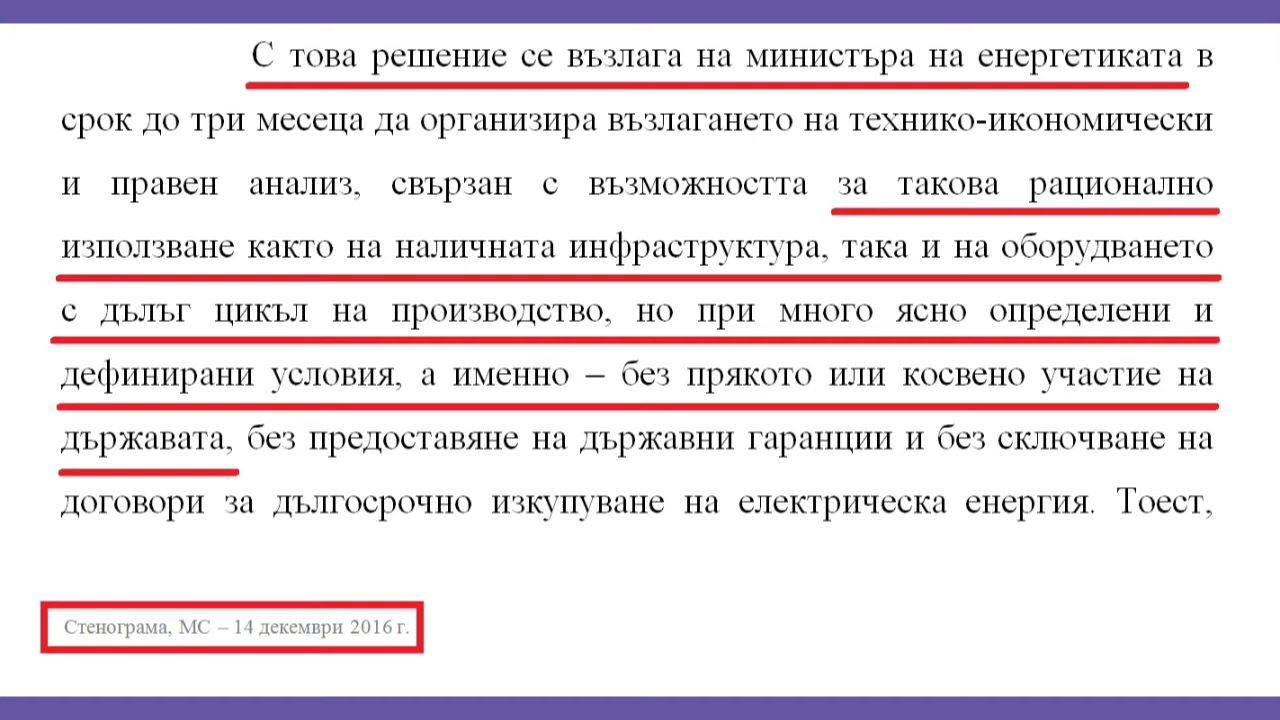 С това решение се възлага на министъра на енергетиката в
срок до три месеца да организира възлагането на технико-икономически
и правен анализ, свързан с възможността за такова рационално
използване както на наличната инфраструктура, така и на оборудването
с дълъг цикъл на производство, но при много ясно определени и
дефинирани условия, а именно – без прякото или косвено участие на
държавата, без предоставяне на държавни гаранции и без сключване на
договори за дългосрочно изкупуване на електрическа енергия. Тоест,
Стенограма, МС – 14 декември 2016 г.